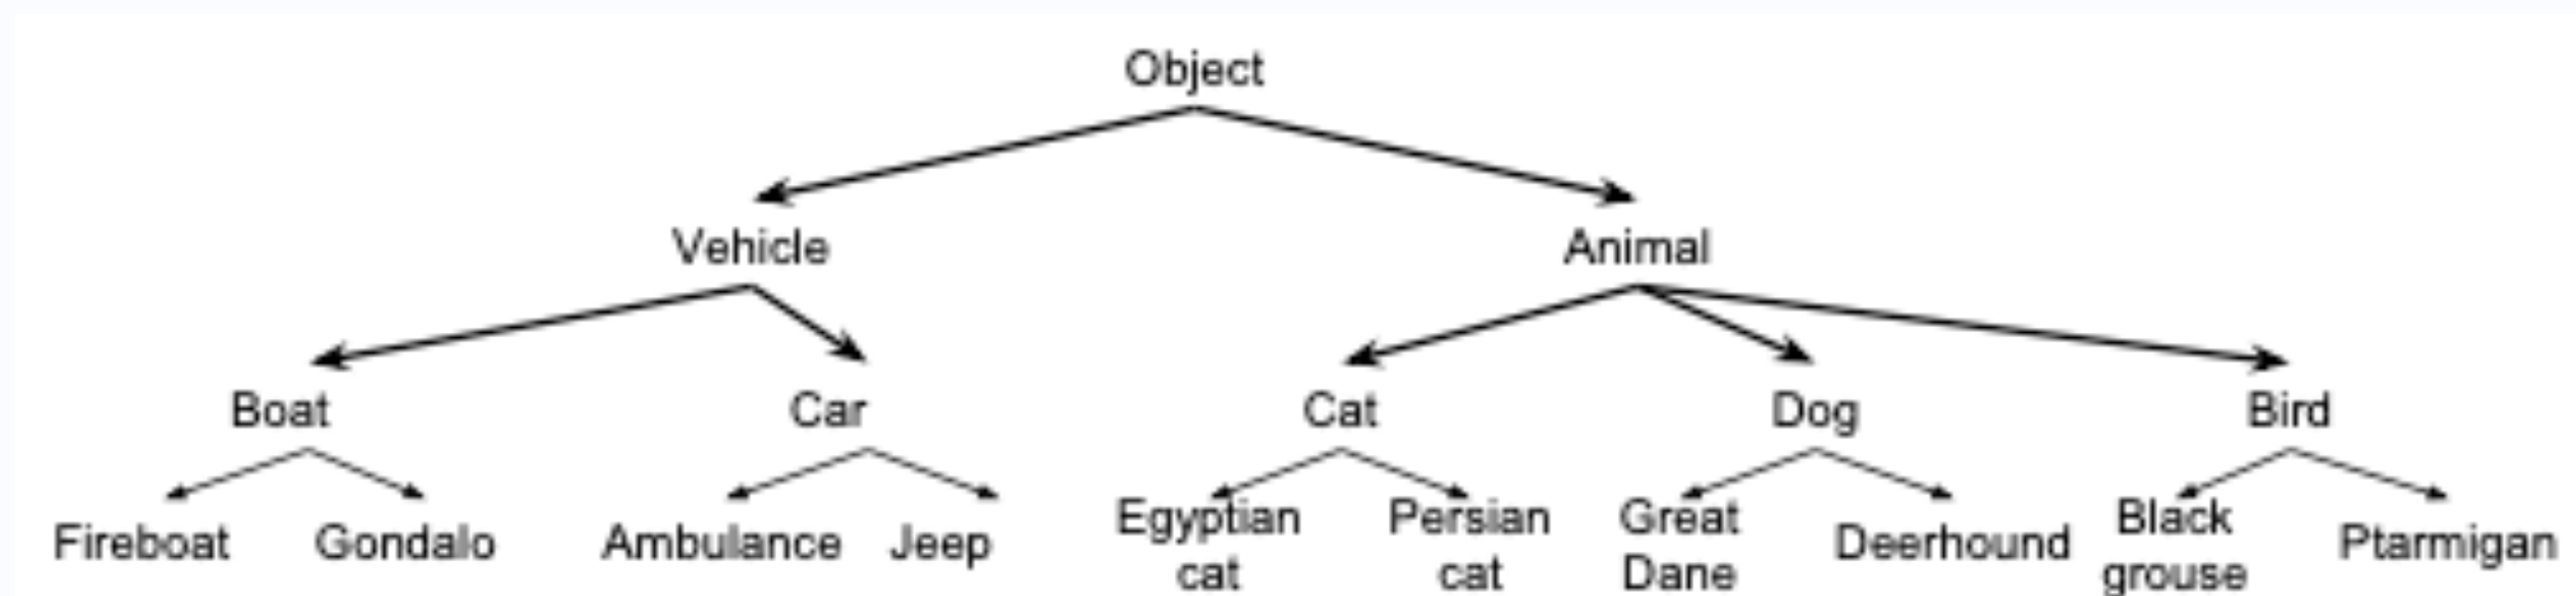 Object
Vehicle
Animal
Boat
Car
Cat
Dog
Bird
Fireboat
Gondalo
Ambulance
Jeep
Egyptian
cat
Persian
cat
Great
Dane
Deerhound
Black
grouse
Ptarmigan